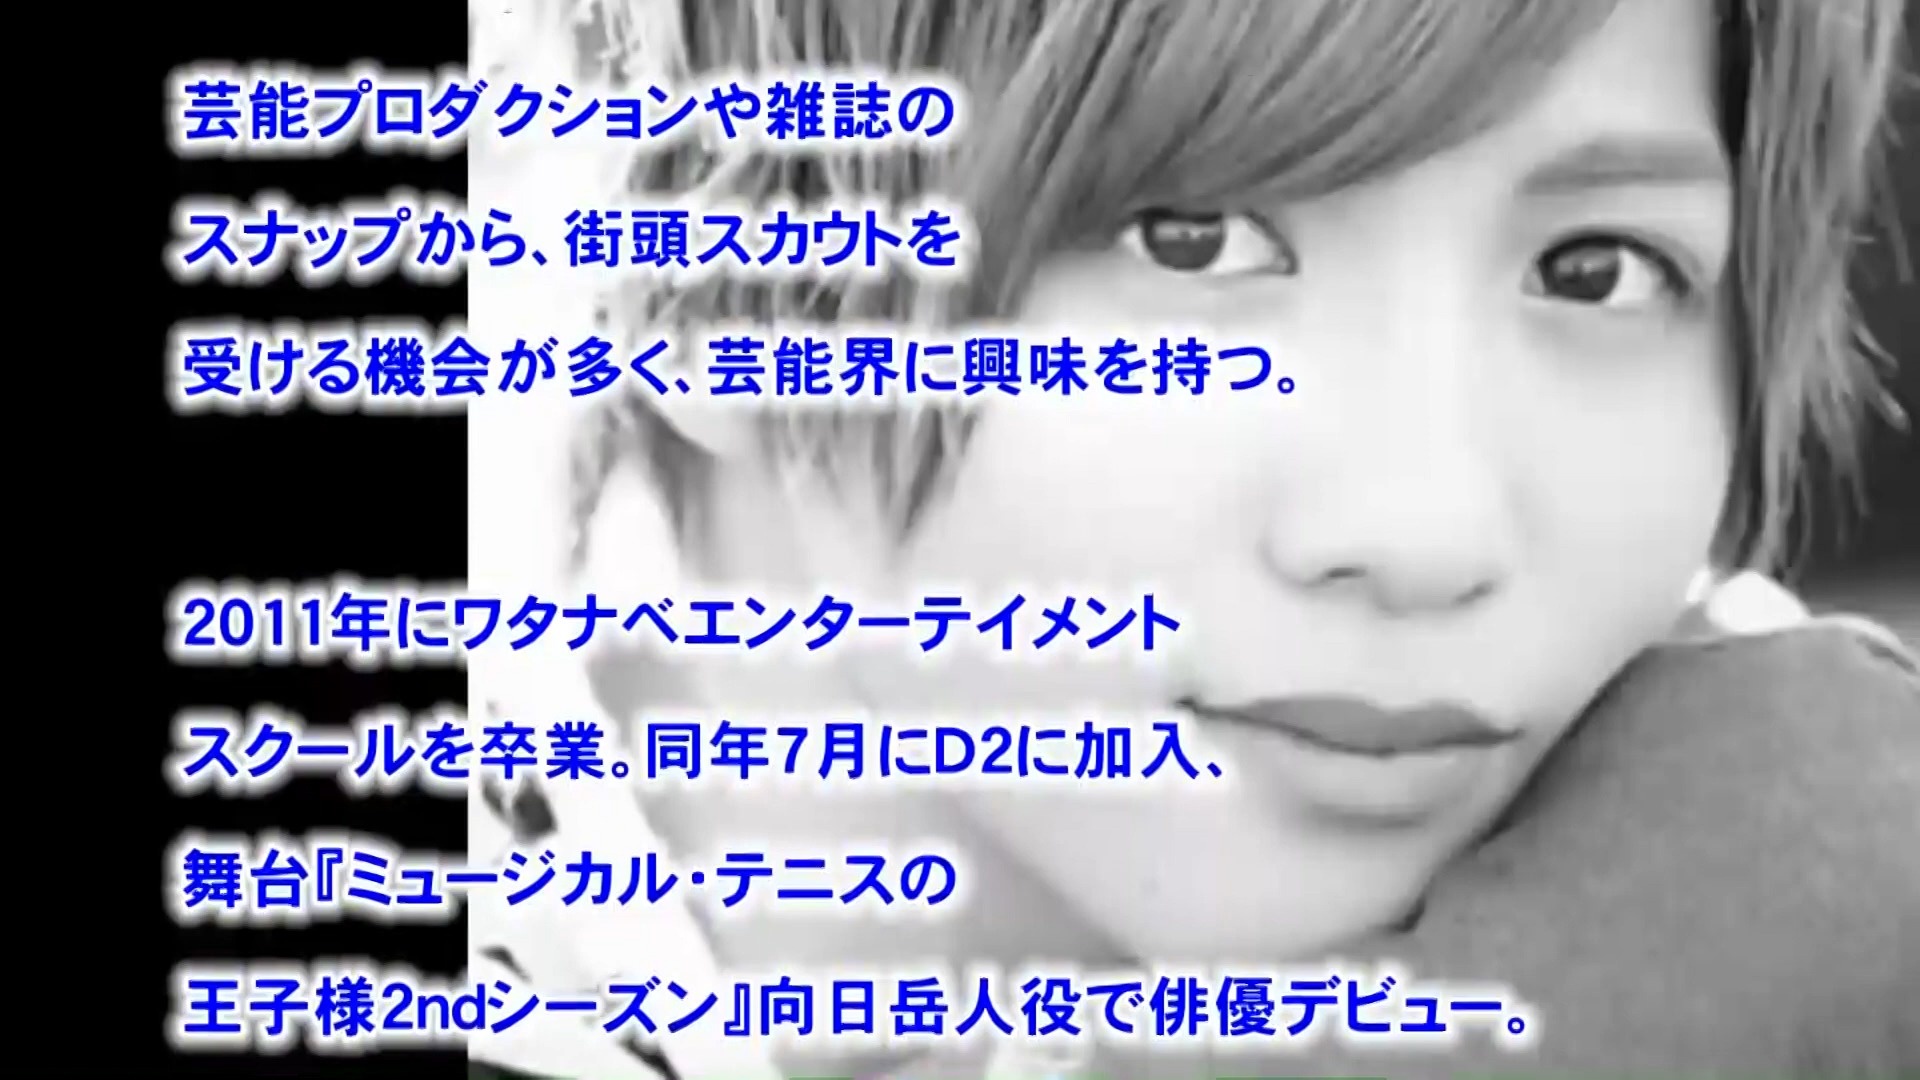 芸能プロダクションや雑誌の
スナップから、街頭スカウトを
受ける機会が多く、芸能界に興味を持つ。
2011年にワタナベエンターテイメント
スクールを卒業。同年7月にD2に加入、
舞台『ミュージカル・テニスの
王子様2ndシーズン』向日岳人役で俳優デビュー。